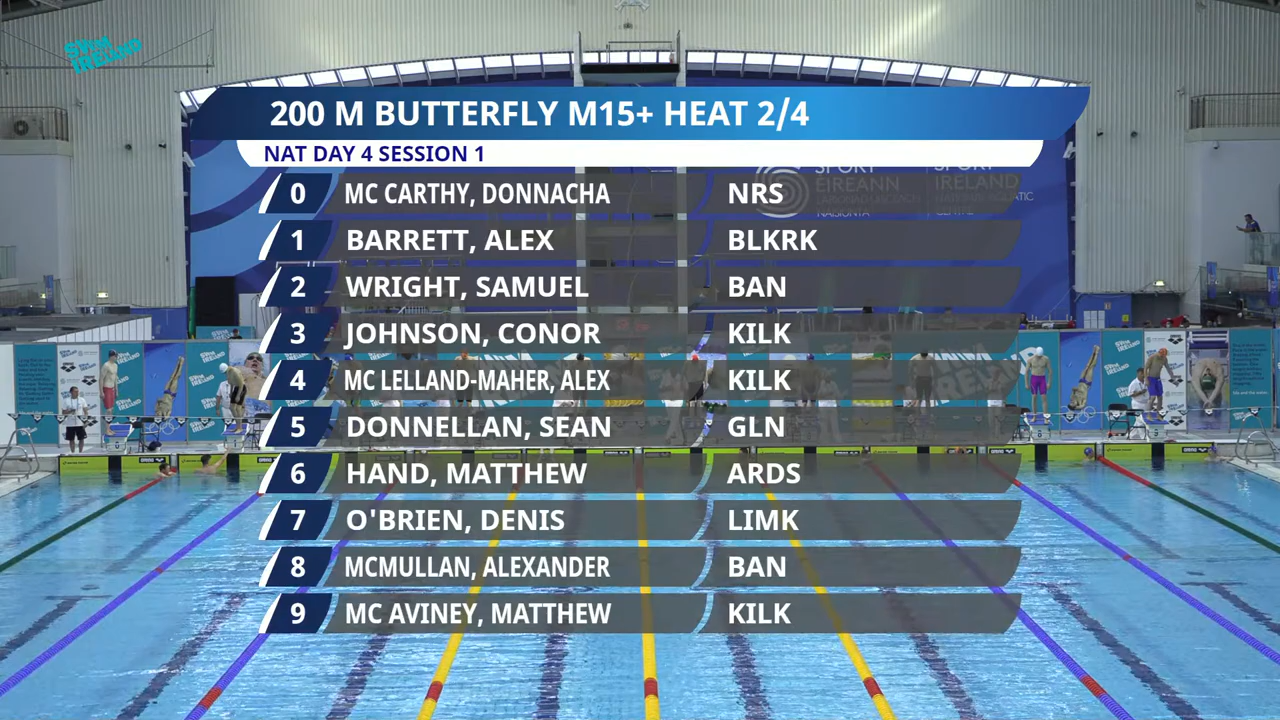 SWIM IRELAND
200 M BUTTERFLY M15+ HEAT 2/4
NAT DAY 4 SESSION 1
0 MC CARTHY, DONNACHA NRS
1 BARRETT, ALEX BLKRK
2 WRIGHT, SAMUEL BAN
3 JOHNSON, CONOR KILK
4 MC LELLAND-MAHER, ALEX KILK
5 DONNELLAN, SEAN GLN
6 HAND, MATTHEW ARDS
7 O'BRIEN, DENIS LIMK
8 MCMULLAN, ALEXANDER BAN
9 MC AVINEY, MATTHEW KILK
SPORT
ÉIREANN
SPORT
IRELAND